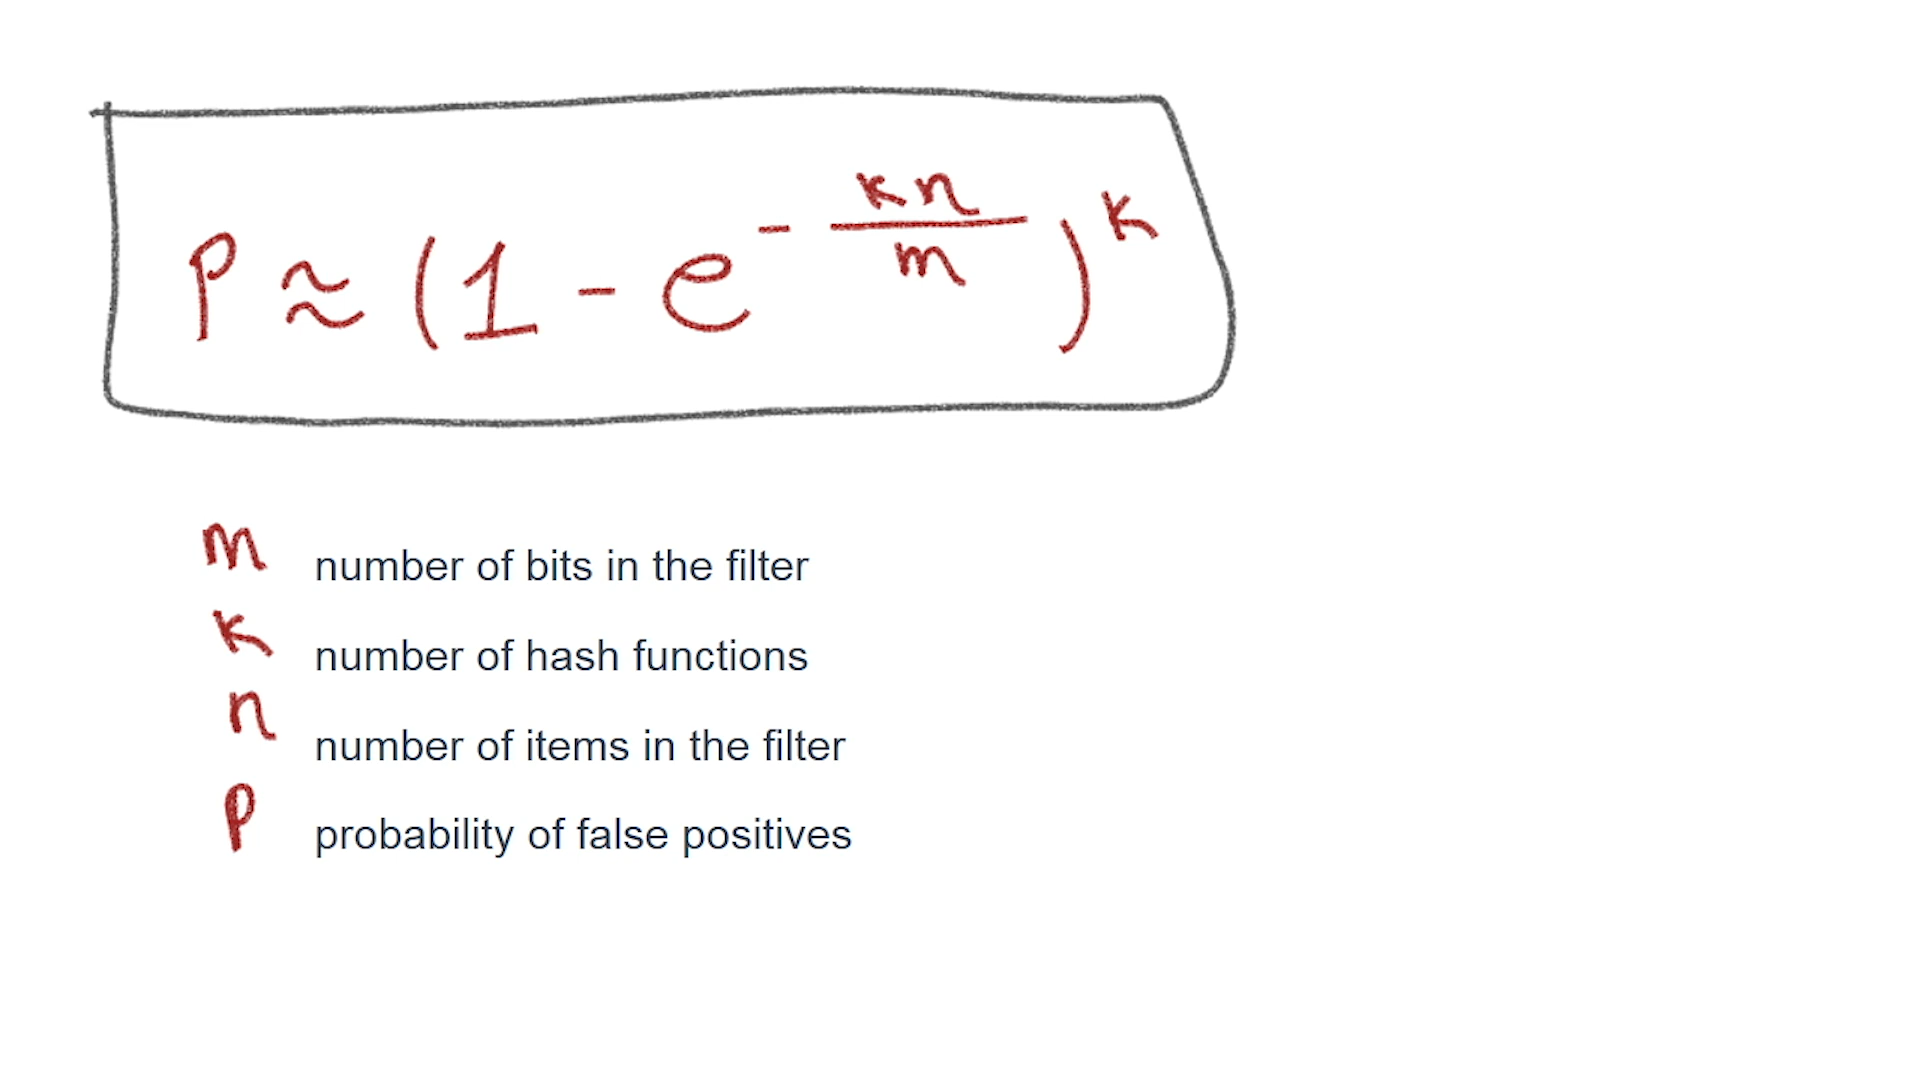 P ≈ (1 - e^{-\frac{kn}{m}})^k
m number of bits in the filter
k number of hash functions
n number of items in the filter
P probability of false positives